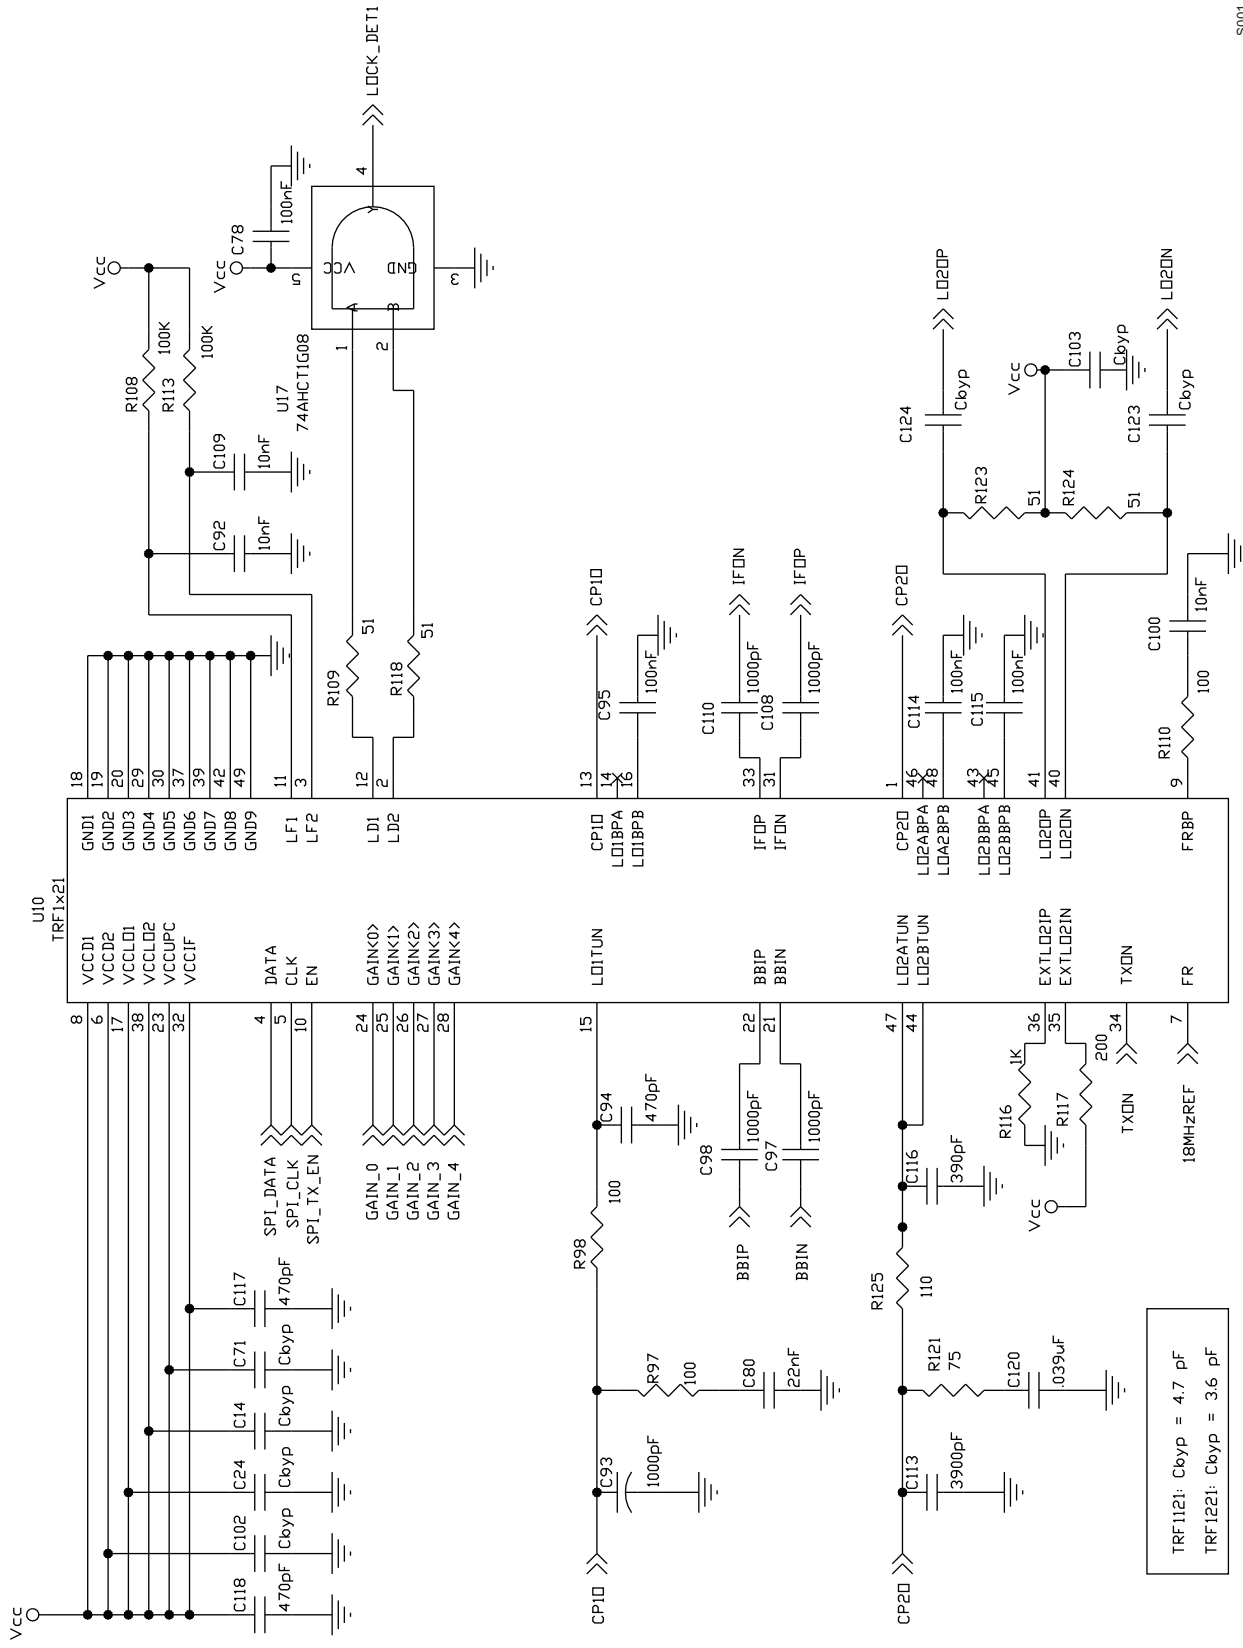 S001
Vcc
C118
470pF
C102
Cbyp
C24
Cbyp
C14
Cbyp
C71
Cbyp
C117
470pF
SPI_DATA
SPI_CLK
SPI_TX_EN
GAIN_0
GAIN_1
GAIN_2
GAIN_3
GAIN_4
8
6
17
38
23
32
4
5
10
24
25
26
27
28
U10
TRF1x21
VCCD1
VCCD2
VCCLO1
VCCLO2
VCCUPC
VCCIF
DATA
CLK
EN
GAIN<0>
GAIN<1>
GAIN<2>
GAIN<3>
GAIN<4>
GND1
GND2
GND3
GND4
GND5
GND6
GND7
GND8
GND9
LF1
LF2
LD1
LD2
18
19
20
29
30
37
39
42
49
11
3
12
2
R109
51
R118
51
C92
10nF
C109
10nF
R108
100K
R113
100K
Vcc
U17
74AHCT1G08
1
2
A
B
VCC
GND
Y
5
3
4
Vcc
C78
100nF
LOCK_DET1
CP1O
C93
1000pF
R97
100
C80
22nF
R98
100
C94
470pF
15
LO1TUN
BBIP
BBIN
C98
1000pF
C97
1000pF
22
21
BBIP
BBIN
CP1O
LO1BPA
LO1BPB
13
14
16
C95
100nF
CP1O
IFOP
IFON
33
31
C110
1000pF
C108
1000pF
IFON
IFOP
CP2O
C113
3900pF
R121
75
C120
.039uF
R125
110
C116
390pF
47
44
LO2ATUN
LO2BTUN
Vcc
R116
1K
R117
200
36
35
EXTLO2IP
EXTLO2IN
TXON
34
TXON
18MHzREF
7
FR
CP2O
LO2ABPA
LOA2BPB
LO2BBPA
LO2BBPB
LO2OP
LO2ON
FRBP
1
46
48
43
45
41
40
9
CP2O
C114
100nF
C115
100nF
R110
100
C100
10nF
R123
51
R124
51
C124
Cbyp
C123
Cbyp
Vcc
C103
Cbyp
LO2OP
LO2ON
TRF1121: Cbyp = 4.7 pF
TRF1221: Cbyp = 3.6 pF